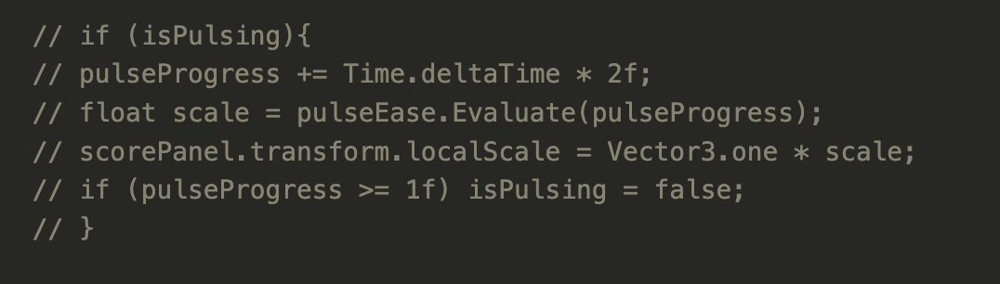 // if (isPulsing){
// pulseProgress += Time.deltaTime * 2f;
// float scale = pulseEase.Evaluate(pulseProgress);
// scorePanel.transform.localScale = Vector3.one * scale;
// if (pulseProgress >= 1f) isPulsing = false;
// }